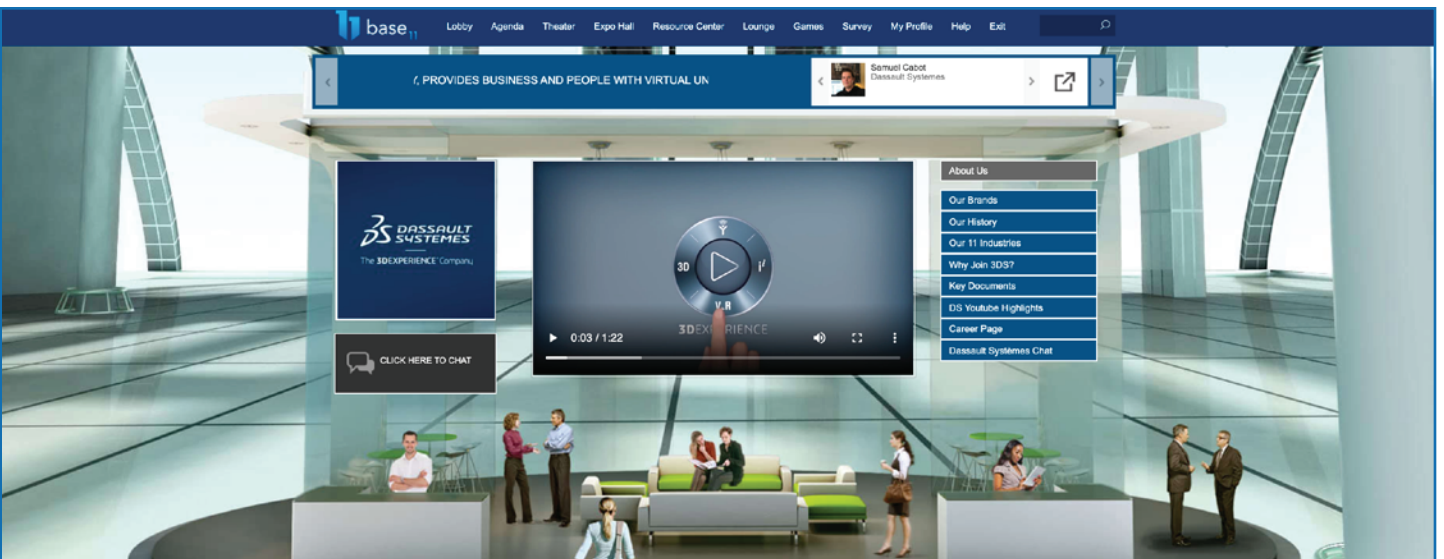 base11
Lobby Agenda Theater Expo Hall Resource Center Lounge Games Survey My Profile Help Exit
, PROVIDES BUSINESS AND PEOPLE WITH VIRTUAL UN
Samuel Cabot
Dassault Systemes
DASSAULT
SYSTEMES
The 3DEXPERIENCE Company
CLICK HERE TO CHAT
3D
i²
V.R
3DEXPERIENCE
0:03 / 1:22
About Us
Our Brands
Our History
Our 11 Industries
Why Join 3DS?
Key Documents
DS Youtube Highlights
Career Page
Dassault Systèmes Chat